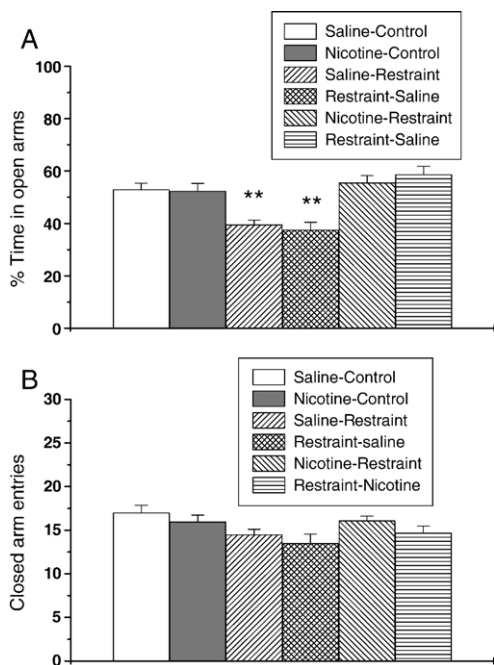 A
Saline-Control
Nicotine-Control
Saline-Restraint
Restraint-Saline
Nicotine-Restraint
Restraint-Saline
% Time in open arms
100
80
60
40
20
0
**
**
B
Saline-Control
Nicotine-Control
Saline-Restraint
Restraint-saline
Nicotine-Restraint
Restraint-Nicotine
Closed arm entries
30
25
20
15
10
5
0